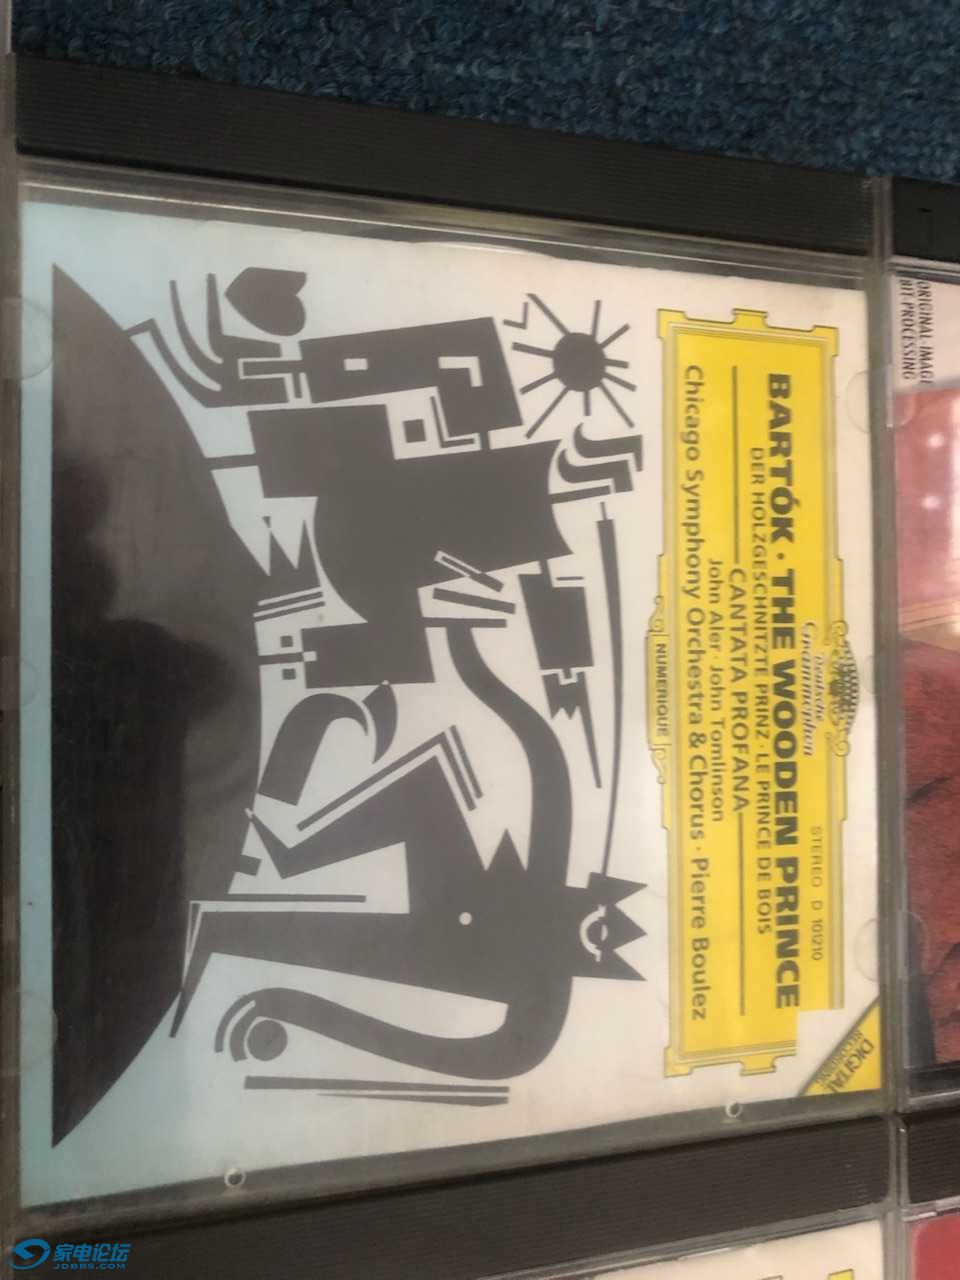 Deutsche
Grammophon
STEREO D 101210
BARTÓK · THE WOODEN PRINCE
DER HOLZGESCHNITZTE PRINZ · LE PRINCE DE BOIS
CANTATA PROFANA
John Aler · John Tomlinson
Chicago Symphony Orchestra & Chorus · Pierre Boulez
NUMERIQUE
DIGITAL
RECORDING
ORIGINAL-IMAGE
BIT-PROCESSING
家电论坛
JDBBS.COM